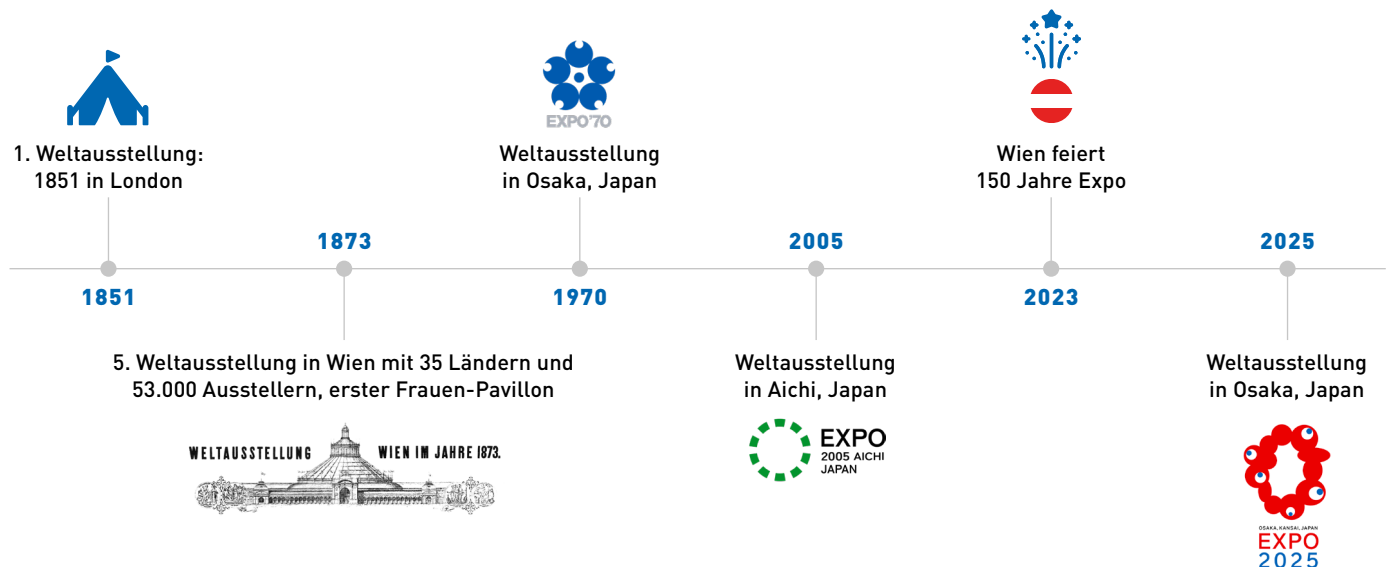 EXPO'70
1. Weltausstellung:
1851 in London
Weltausstellung
in Osaka, Japan
Wien feiert
150 Jahre Expo
1873
2005
2025
1851
1970
2023
5. Weltausstellung in Wien mit 35 Ländern und
53.000 Ausstellern, erster Frauen-Pavillon
Weltausstellung
in Aichi, Japan
Weltausstellung
in Osaka, Japan
WELTAUSSTELLUNG WIEN IM JAHRE 1873.
EXPO
2005 AICHI
JAPAN
OSAKA, KANSAI, JAPAN
EXPO
2025